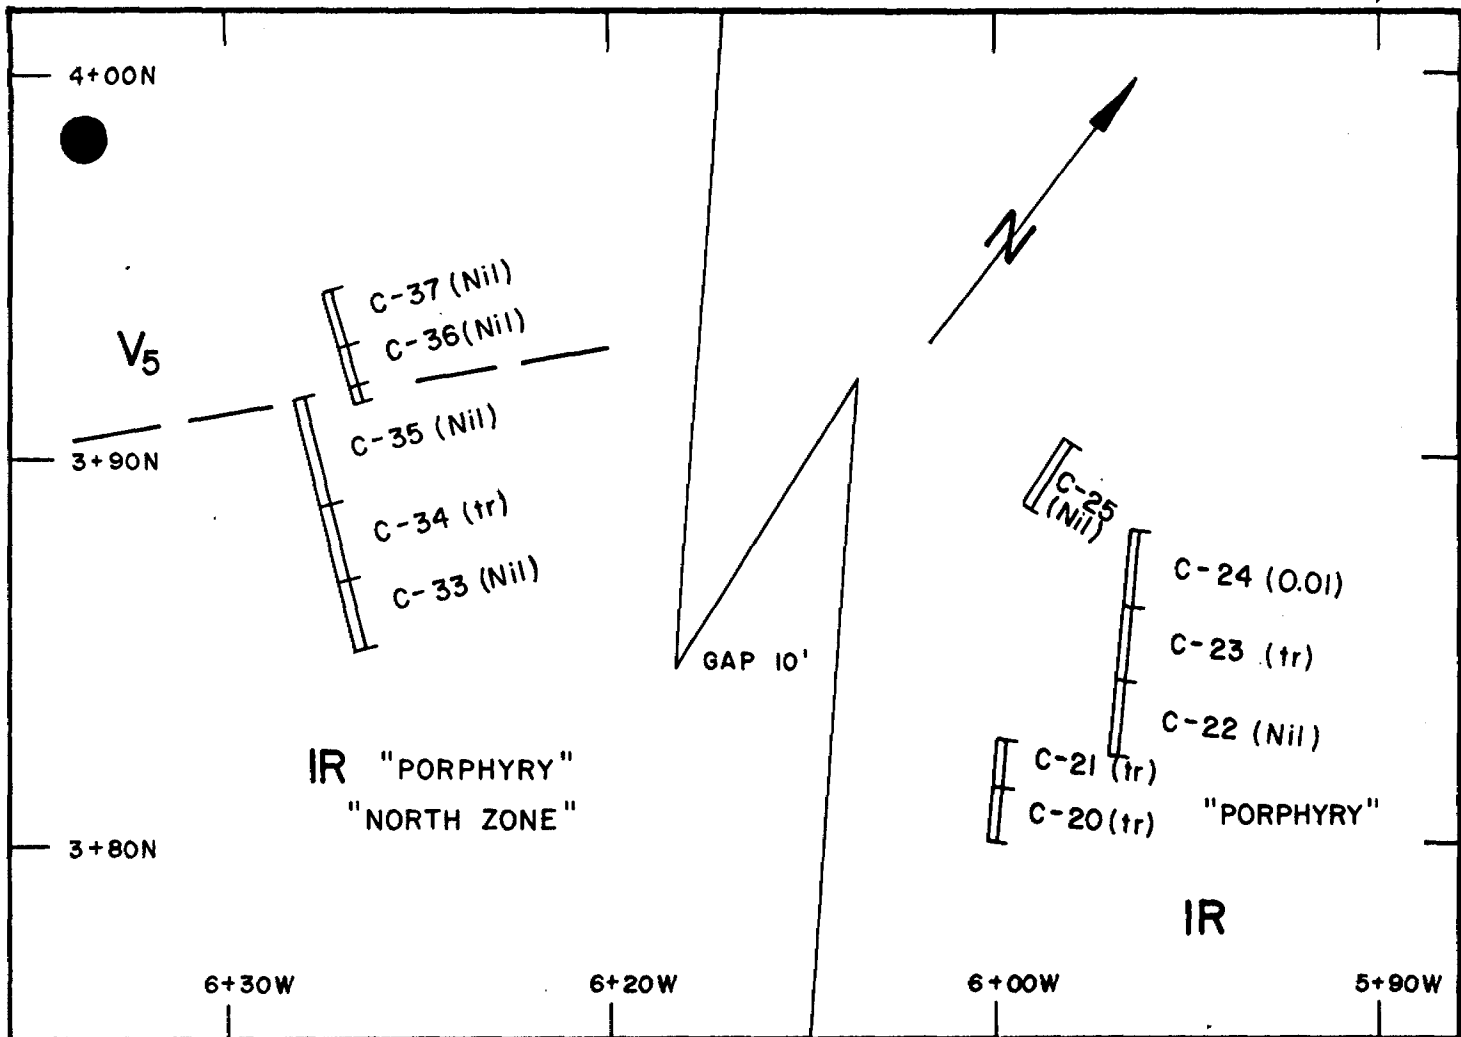 4+00N
N
C-37 (Nil)
C-36 (Nil)
V5
C-35 (Nil)
3+90N
C-25
(Nil)
C-34 (tr)
C-33 (Nil)
C-24 (0.01)
C-23 (tr)
GAP 10'
C-22 (Nil)
IR "PORPHYRY"
"NORTH ZONE"
C-21 (tr)
C-20 (tr) "PORPHYRY"
3+80N
IR
6+30W 6+20W 6+00W 5+90W